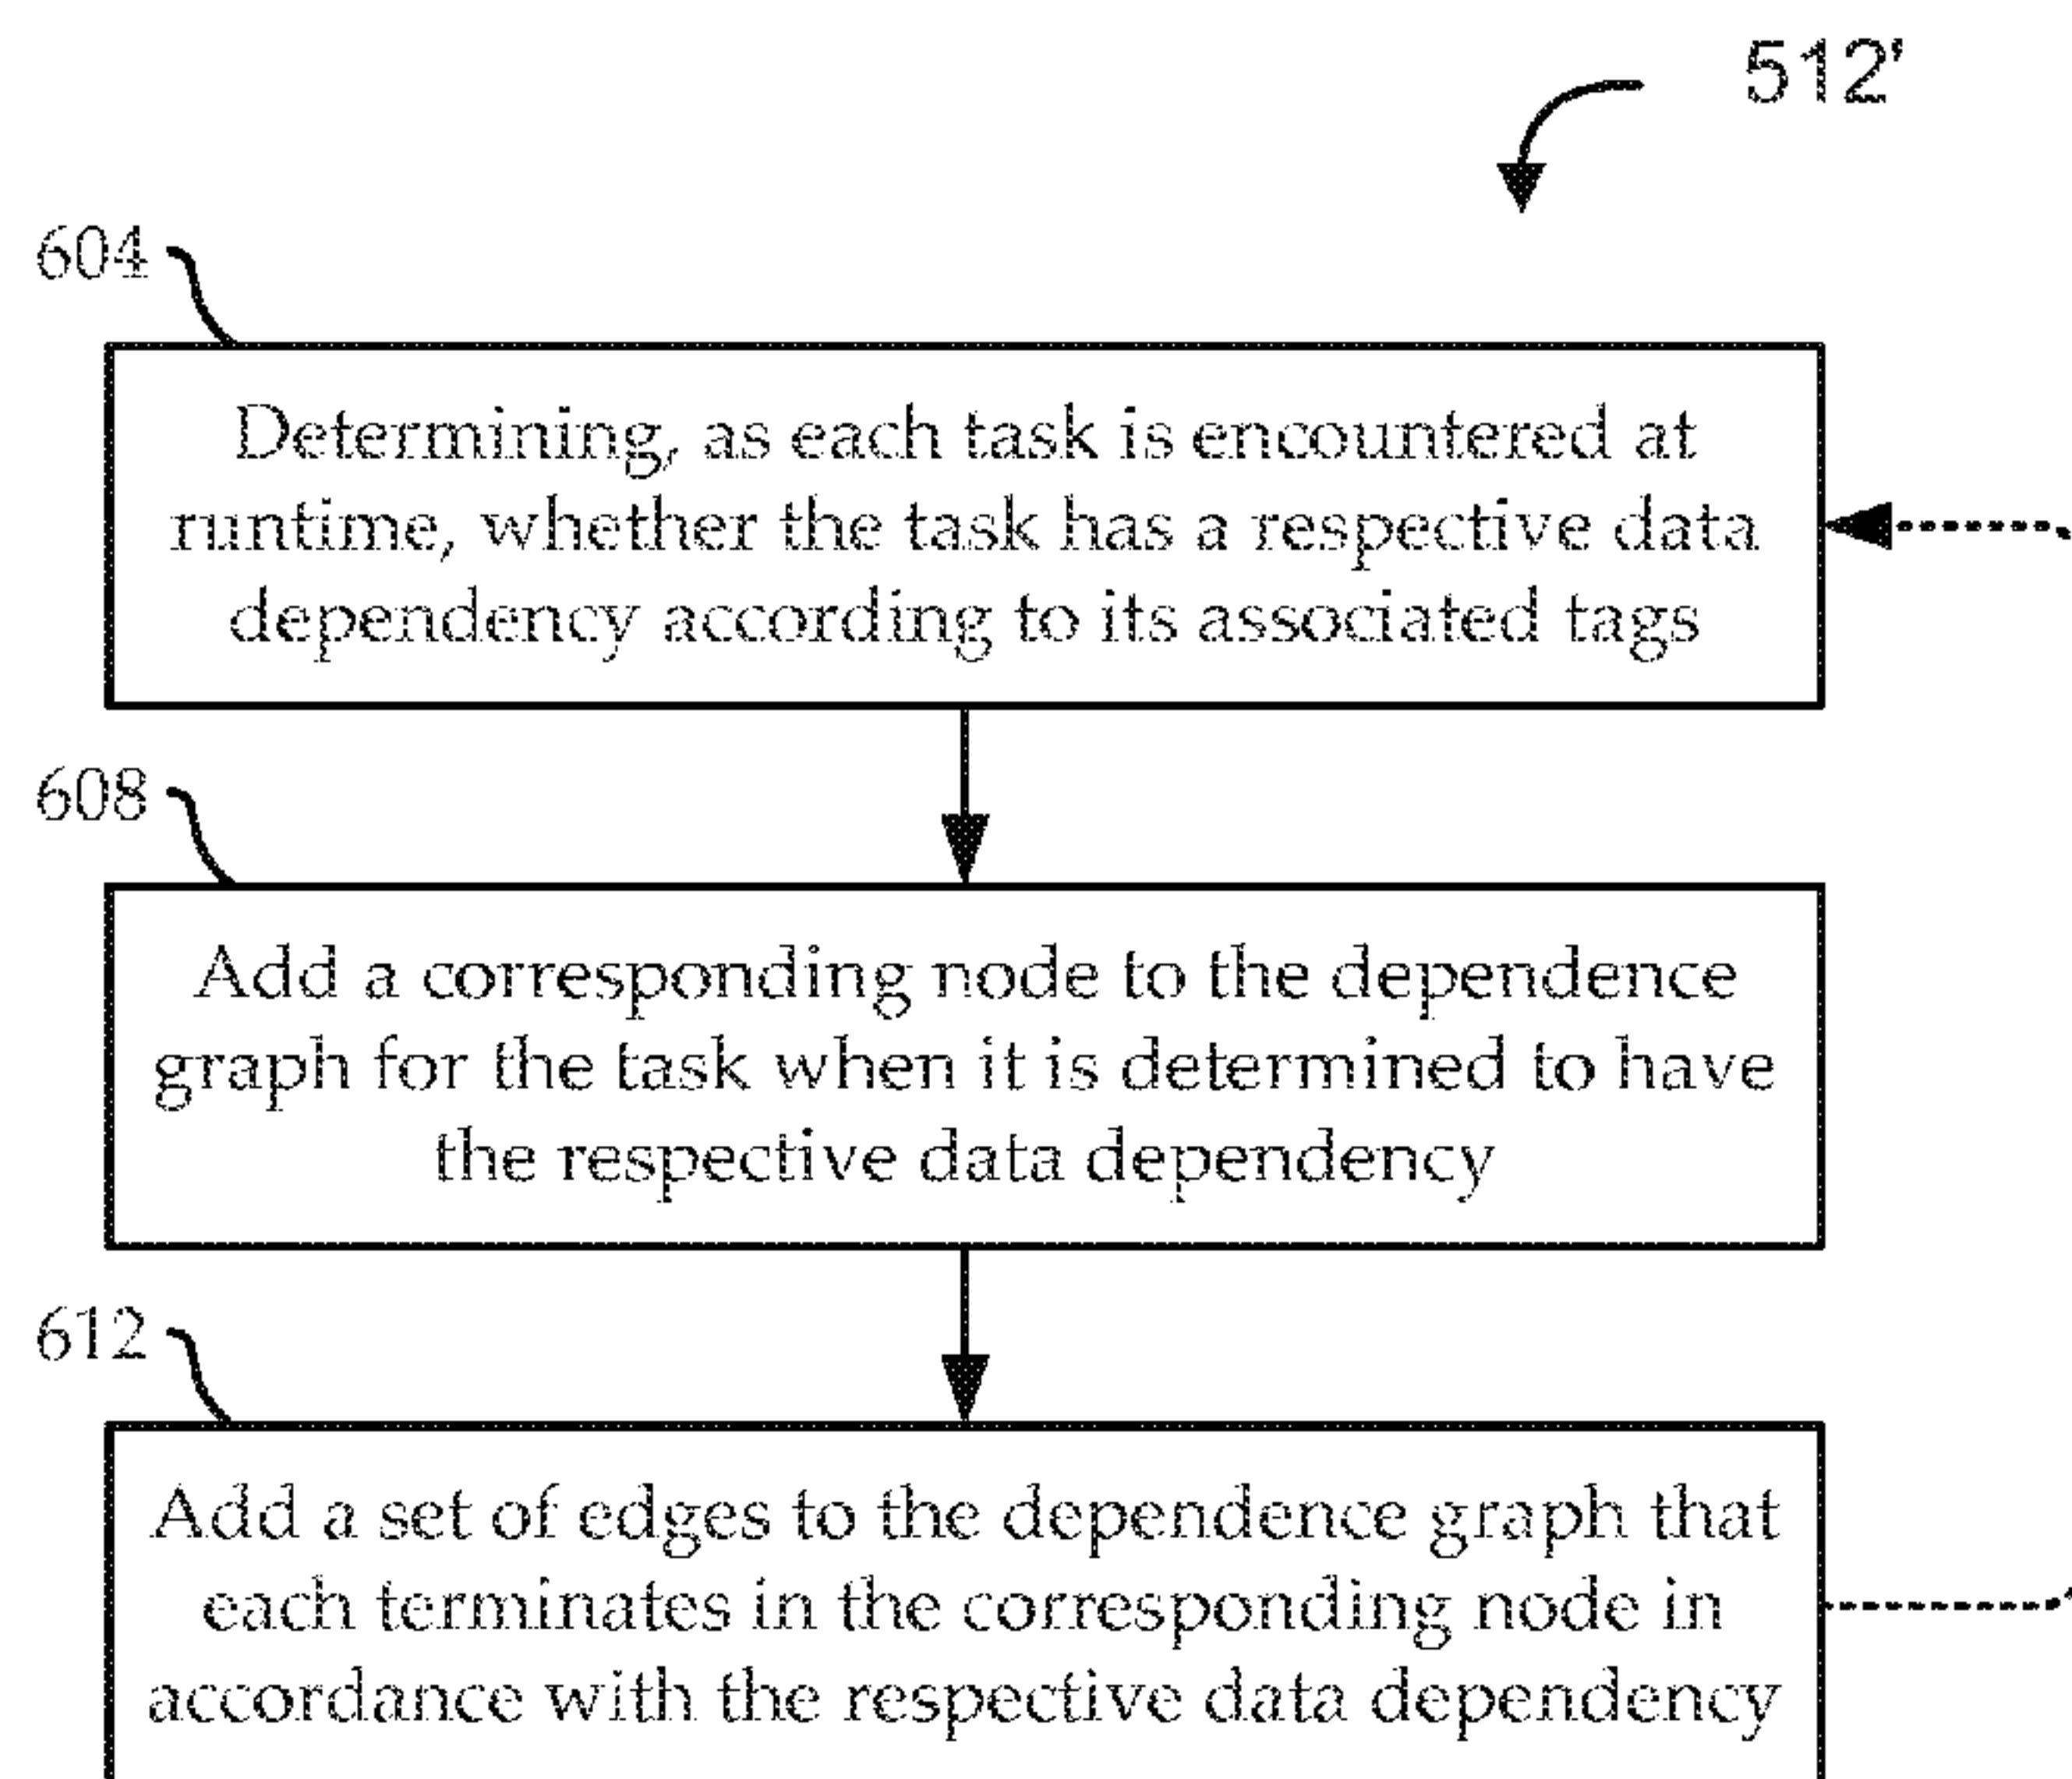 512'
604
Determining, as each task is encountered at
runtime, whether the task has a respective data
dependency according to its associated tags
608
Add a corresponding node to the dependence
graph for the task when it is determined to have
the respective data dependency
612
Add a set of edges to the dependence graph that
each terminates in the corresponding node in
accordance with the respective data dependency